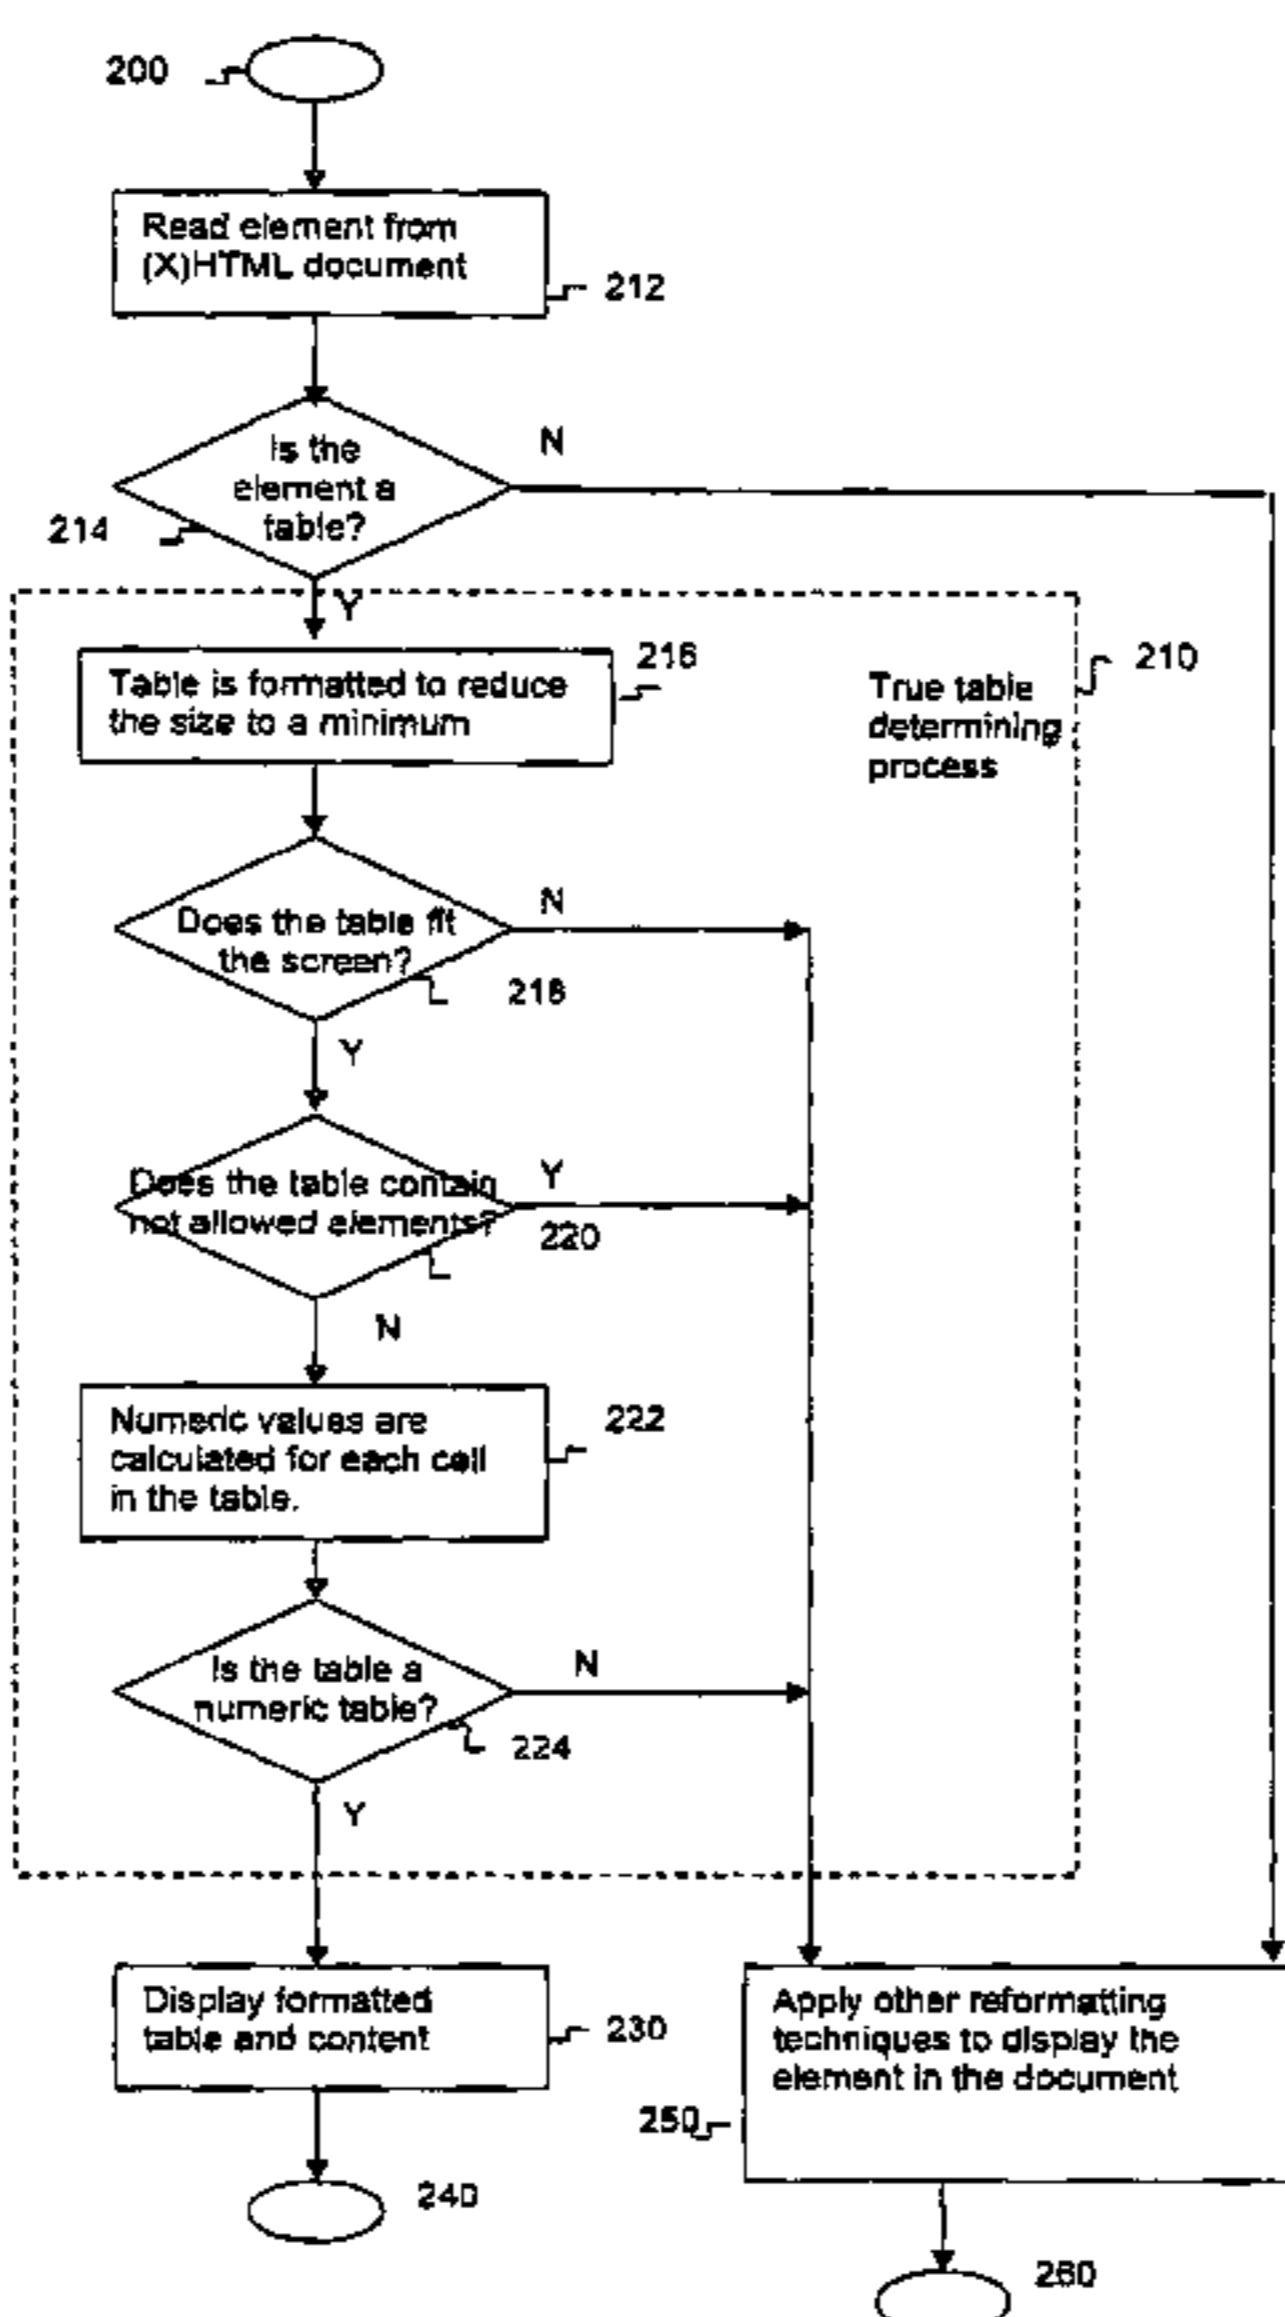 200
Read element from
(X)HTML document
212
N
Is the
element a
table?
214
Y
216
Table is formatted to reduce
the size to a minimum
True table
determining
process
210
N
Does the table fit
the screen?
218
Y
Does the table contain
not allowed elements?
Y
220
N
Numeric values are
calculated for each cell
in the table.
222
Is the table a
numeric table?
N
224
Y
Display formatted
table and content
230
Apply other reformatting
techniques to display the
element in the document
250
240
260